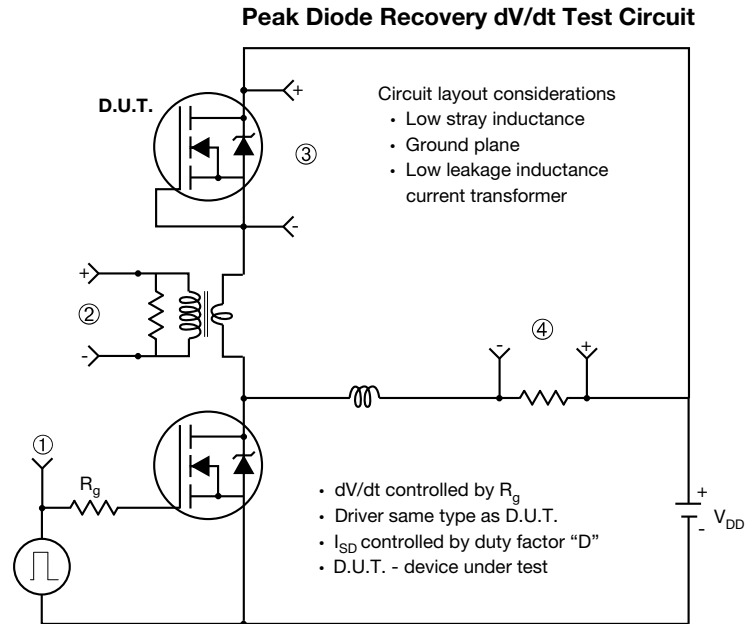 Peak Diode Recovery dV/dt Test Circuit
D.U.T.
+
-
③
Circuit layout considerations
• Low stray inductance
• Ground plane
• Low leakage inductance
current transformer
+
②
-
④
- +
①
Rg
• dV/dt controlled by Rg
• Driver same type as D.U.T.
• ISD controlled by duty factor “D”
• D.U.T. - device under test
+
-
VDD